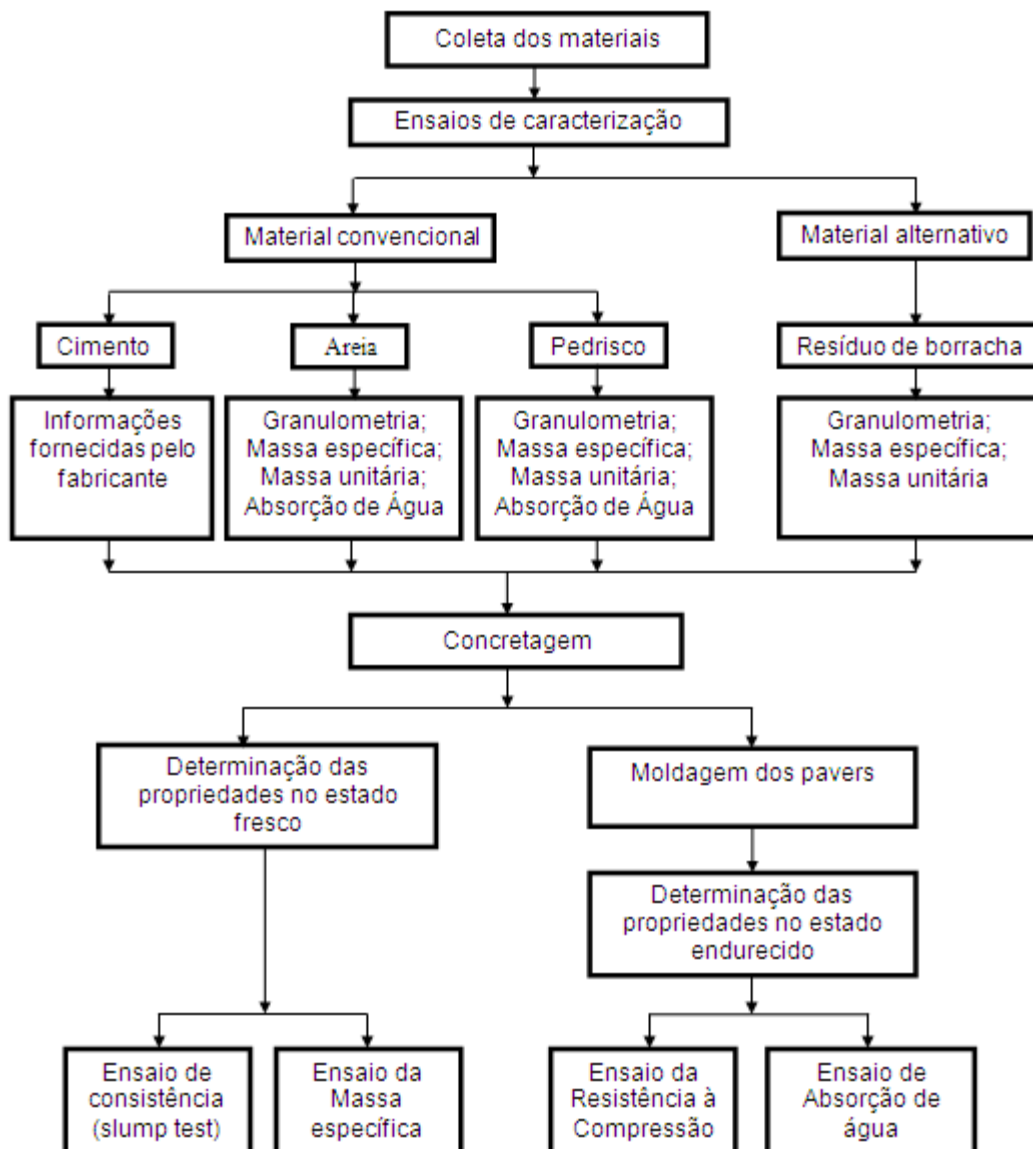 Coleta dos materiais
Ensaios de caracterização
Material convencional
Material alternativo
Cimento
Areia
Pedrisco
Resíduo de borracha
Informações
fornecidas pelo
fabricante
Granulometria;
Massa específica;
Massa unitária;
Absorção de Água
Granulometria;
Massa específica;
Massa unitária;
Absorção de Água
Granulometria;
Massa específica;
Massa unitária
Concretagem
Determinação das
propriedades no estado
fresco
Moldagem dos pavers
Determinação das
propriedades no estado
endurecido
Ensaio de
consistência
(slump test)
Ensaio da
Massa
específica
Ensaio da
Resistência à
Compressão
Ensaio de
Absorção de
água